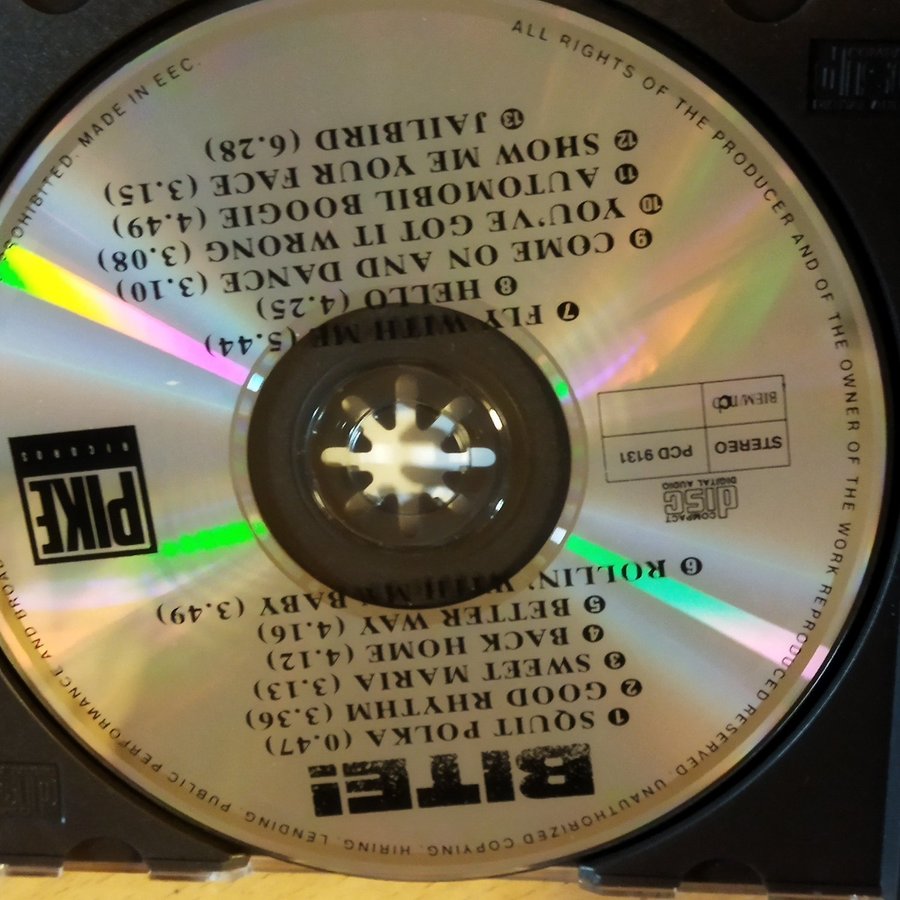 BITE!
1 SQUIT POLKA (0.47)
2 GOOD RHYTHM (3.36)
3 SWEET MARIA (3.13)
4 BACK HOME (4.12)
5 BETTER WAY (4.16)
6 ROLLIN' WITH MY BABY (3.49)
COMPACT
disc
DIGITAL AUDIO
STEREO PCD 9131
BIEM
PIKE
RECORDS
7 FLY WITH ME (5.44)
8 HELLO (4.25)
9 COME ON AND DANCE (3.10)
10 YOU'VE GOT IT WRONG (3.08)
11 AUTOMOBIL BOOGIE (4.49)
12 SHOW ME YOUR FACE (3.15)
13 JAILBIRD (6.28)
ALL RIGHTS OF THE PRODUCER AND OF THE OWNER OF THE WORK REPRODUCED RESERVED. UNAUTHORIZED COPYING, HIRING, LENDING, PUBLIC PERFORMANCE AND PROHIBITED. MADE IN EEC.